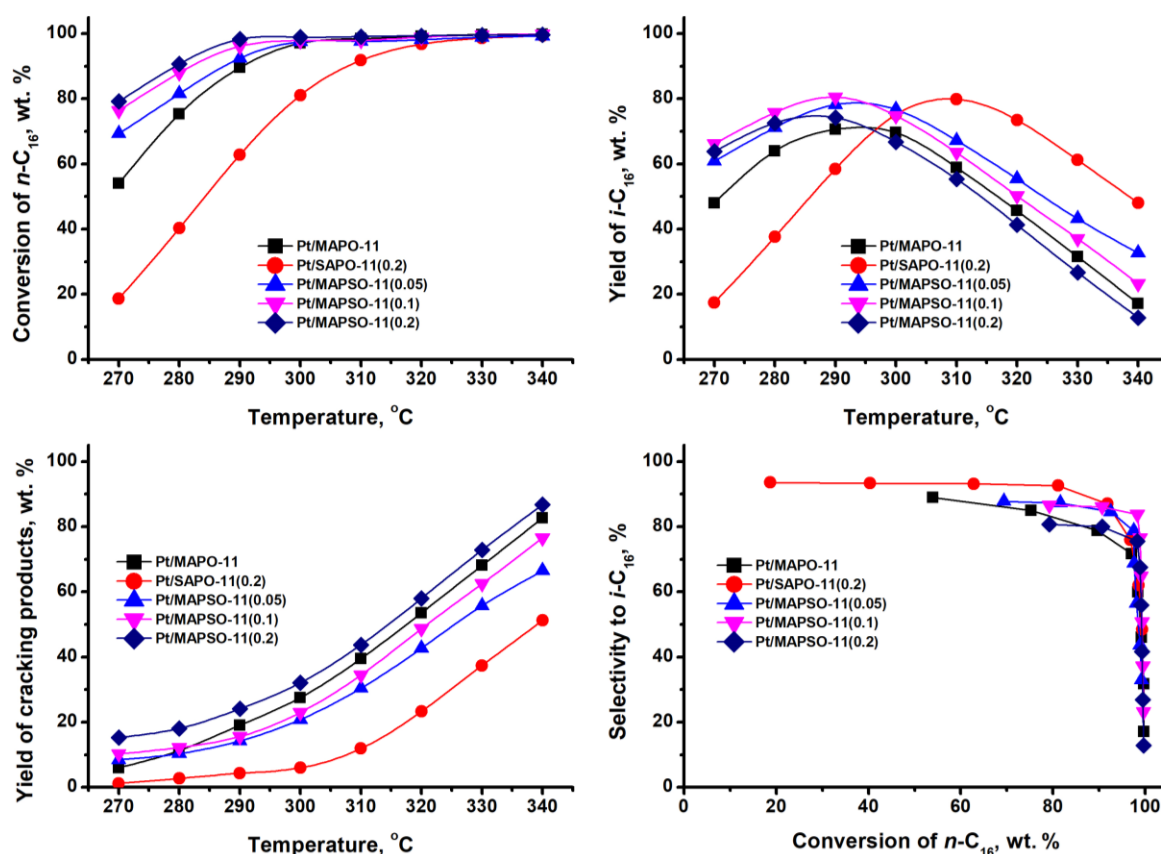 Conversion of n-C16, wt. %
100
80
60
40
20
0
Pt/MAPO-11
Pt/SAPO-11(0.2)
Pt/MAPSO-11(0.05)
Pt/MAPSO-11(0.1)
Pt/MAPSO-11(0.2)
270 280 290 300 310 320 330 340
Temperature, °C
Yield of i-C16, wt. %
100
80
60
40
20
0
Pt/MAPO-11
Pt/SAPO-11(0.2)
Pt/MAPSO-11(0.05)
Pt/MAPSO-11(0.1)
Pt/MAPSO-11(0.2)
270 280 290 300 310 320 330 340
Temperature, °C
Yield of cracking products, wt. %
100
80
60
40
20
0
Pt/MAPO-11
Pt/SAPO-11(0.2)
Pt/MAPSO-11(0.05)
Pt/MAPSO-11(0.1)
Pt/MAPSO-11(0.2)
270 280 290 300 310 320 330 340
Temperature, °C
Selectivity to i-C16, %
100
80
60
40
20
0
Pt/MAPO-11
Pt/SAPO-11(0.2)
Pt/MAPSO-11(0.05)
Pt/MAPSO-11(0.1)
Pt/MAPSO-11(0.2)
0 20 40 60 80 100
Conversion of n-C16, wt. %